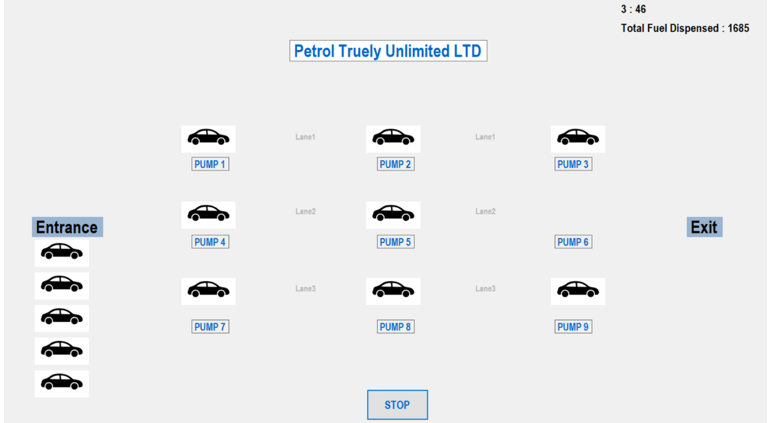 3 : 46
Total Fuel Dispensed : 1685
Petrol Truely Unlimited LTD
Lane1
Lane1
PUMP 1
PUMP 2
PUMP 3
Lane2
Lane2
Entrance
Exit
PUMP 4
PUMP 5
PUMP 6
Lane3
Lane3
PUMP 7
PUMP 8
PUMP 9
STOP